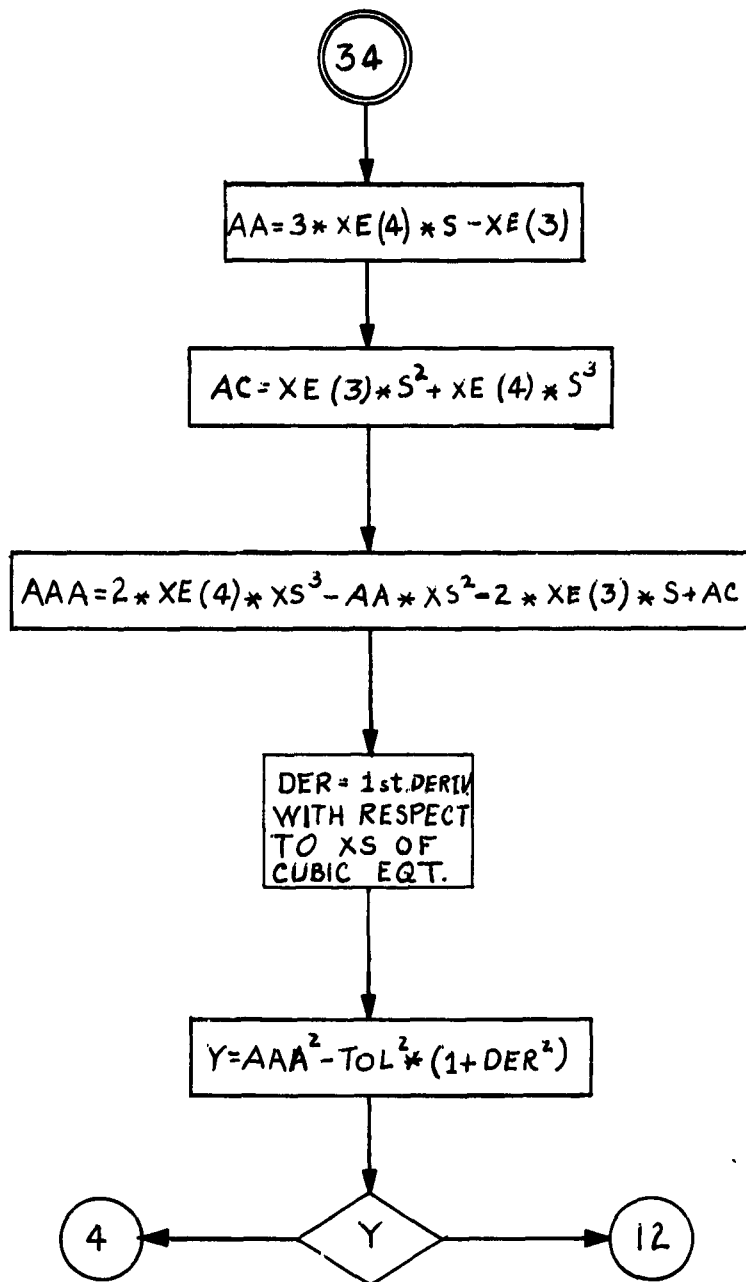 34
AA=3* XE(4)*S-XE(3)
AC=XE(3)*S²+XE(4)*S³
AAA=2*XE(4)*XS³-AA*XS²-2*XE(3)*S+AC
DER=1st.DERIV
WITH RESPECT
TO XS OF
CUBIC EQT.
Y=AAA²-TOL²*(1+DER²)
4
Y
12